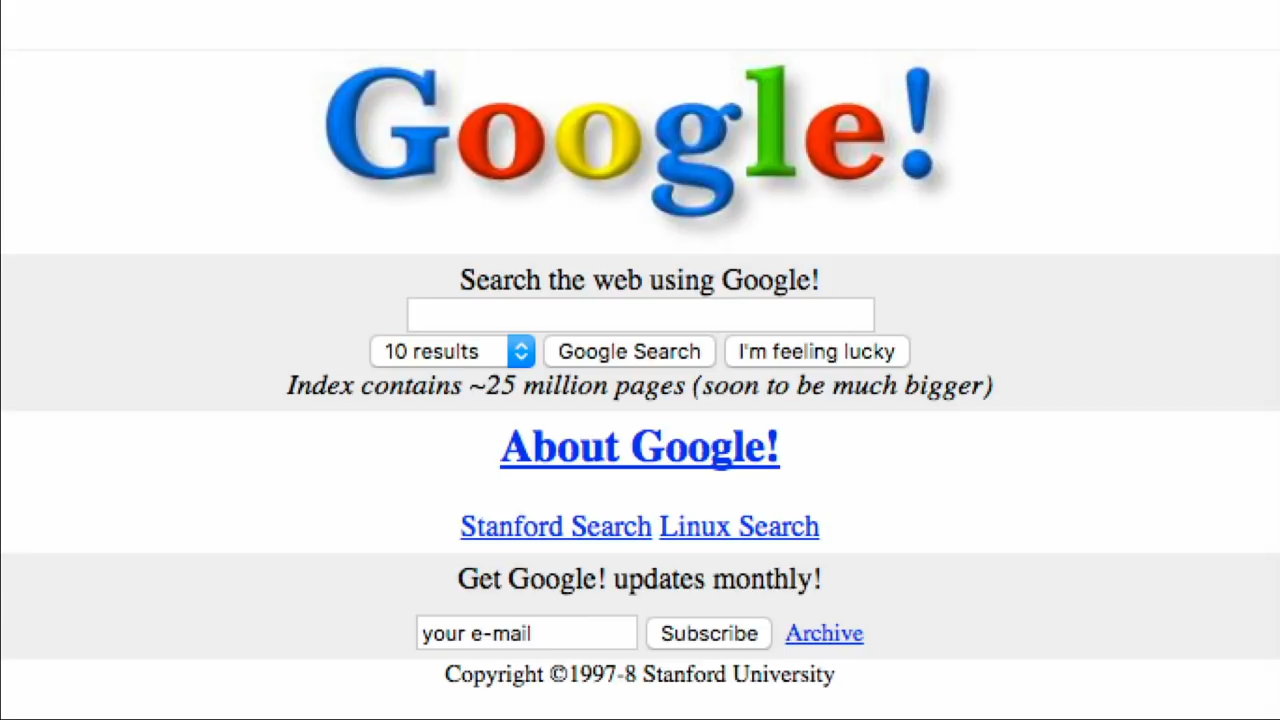 Google!
Search the web using Google!
10 results Google Search I'm feeling lucky
Index contains ~25 million pages (soon to be much bigger)
About Google!
Stanford Search Linux Search
Get Google! updates monthly!
your e-mail Subscribe Archive
Copyright ©1997-8 Stanford University